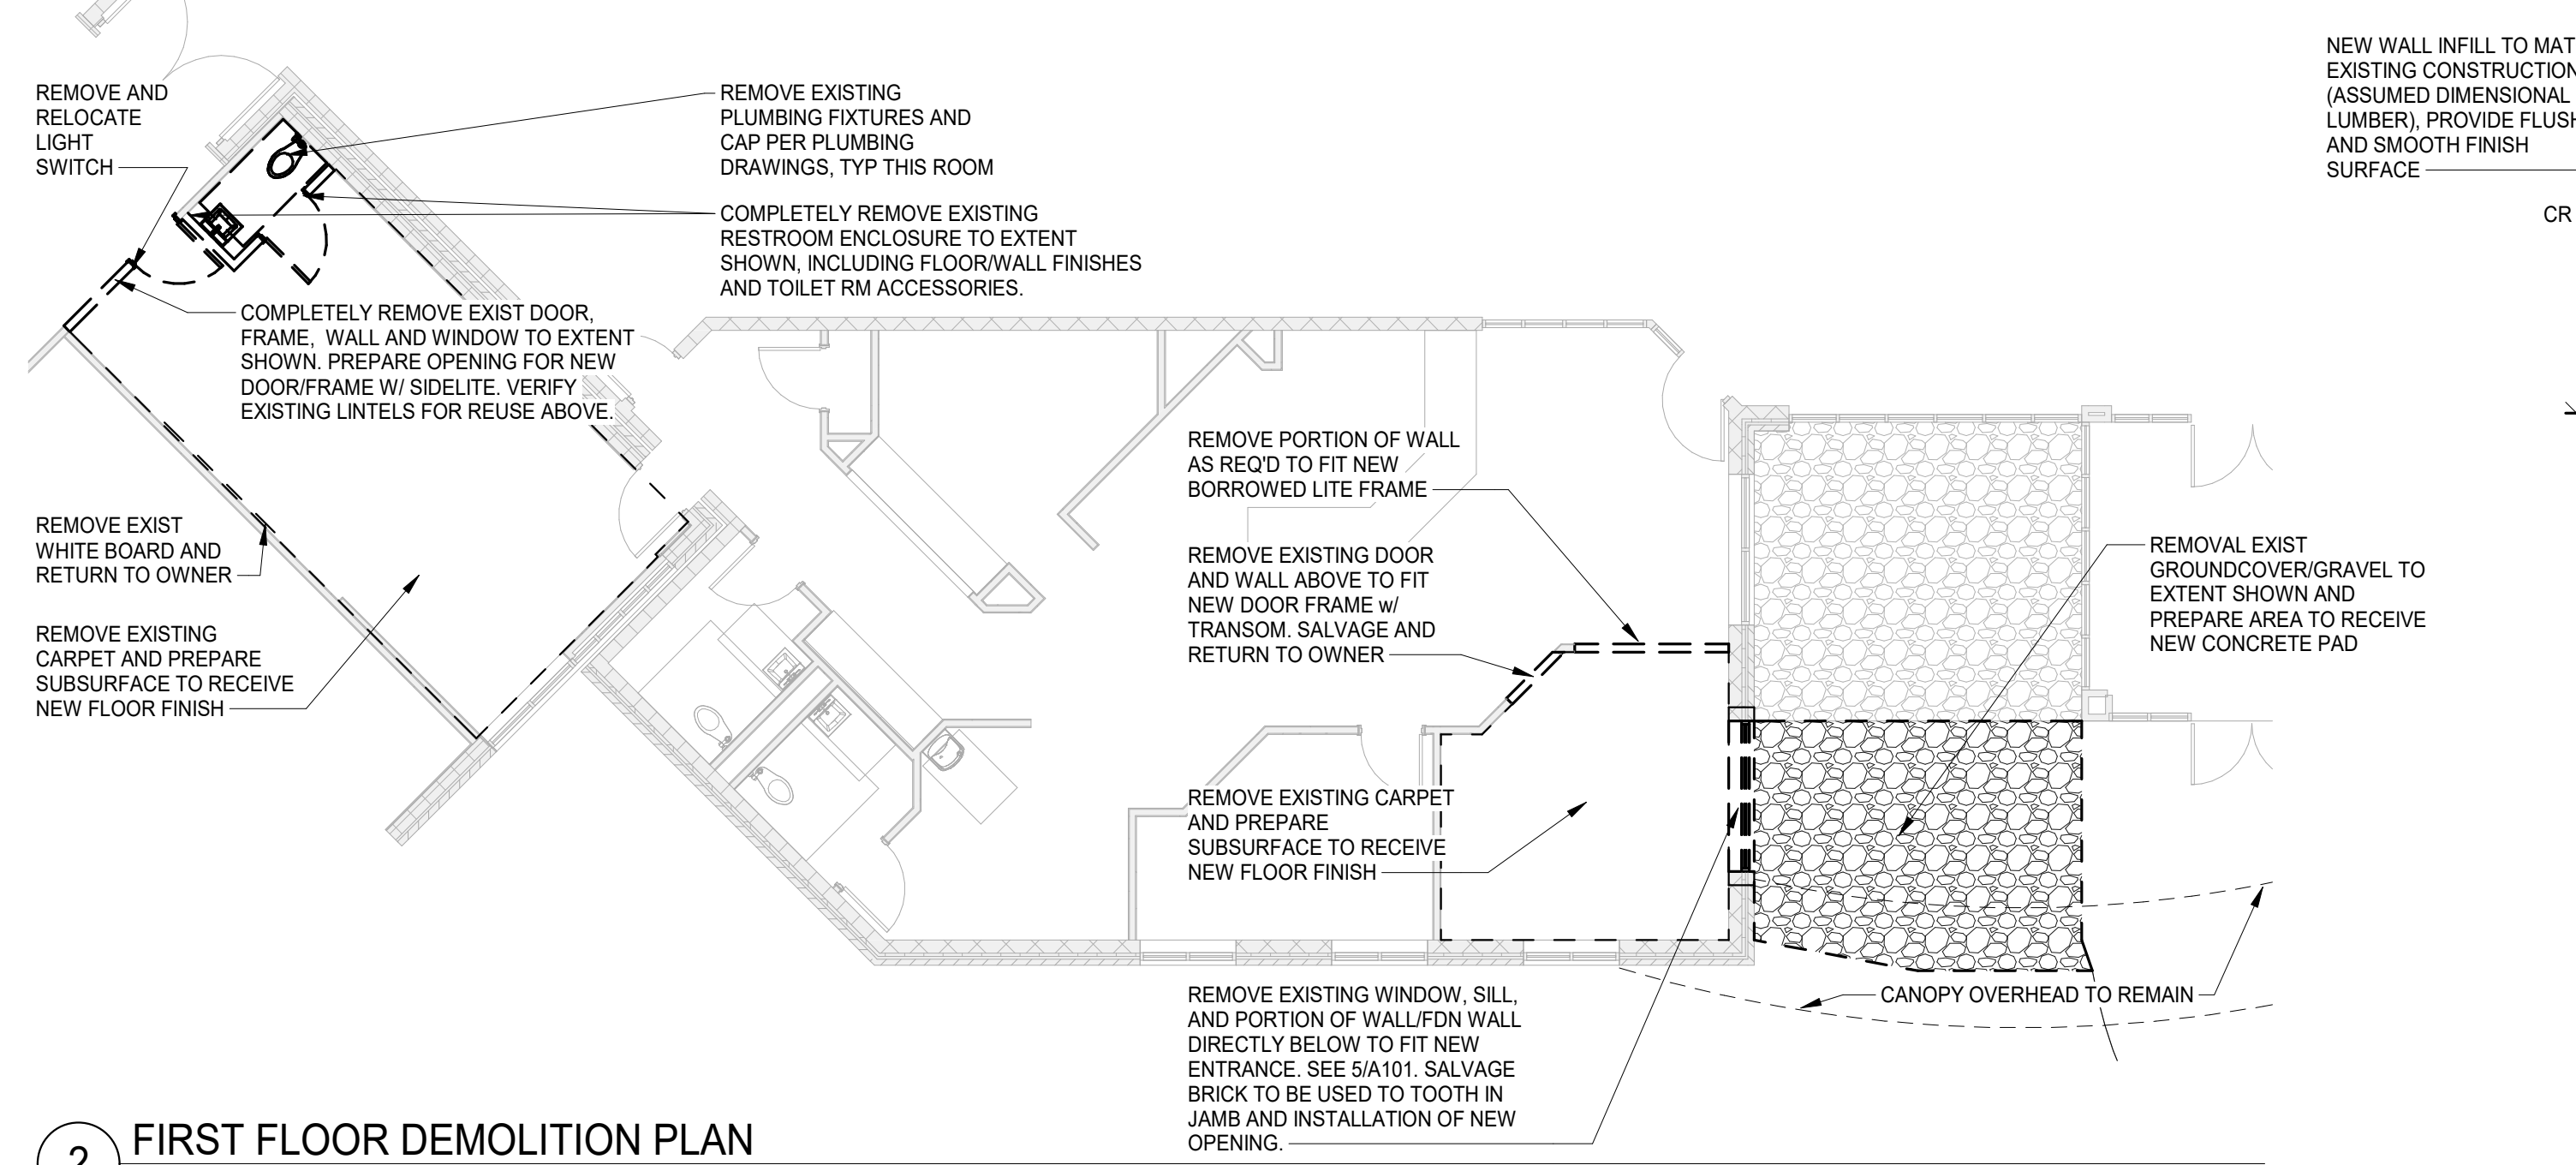 REMOVE AND
RELOCATE
LIGHT
SWITCH
REMOVE EXISTING
PLUMBING FIXTURES AND
CAP PER PLUMBING
DRAWINGS, TYP THIS ROOM
COMPLETELY REMOVE EXISTING
RESTROOM ENCLOSURE TO EXTENT
SHOWN, INCLUDING FLOOR/WALL FINISHES
AND TOILET RM ACCESSORIES.
COMPLETELY REMOVE EXIST DOOR,
FRAME, WALL AND WINDOW TO EXTENT
SHOWN. PREPARE OPENING FOR NEW
DOOR/FRAME W/ SIDELITE. VERIFY
EXISTING LINTELS FOR REUSE ABOVE.
REMOVE EXIST
WHITE BOARD AND
RETURN TO OWNER
REMOVE EXISTING
CARPET AND PREPARE
SUBSURFACE TO RECEIVE
NEW FLOOR FINISH
REMOVE PORTION OF WALL
AS REQ'D TO FIT NEW
BORROWED LITE FRAME
REMOVE EXISTING DOOR
AND WALL ABOVE TO FIT
NEW DOOR FRAME w/
TRANSOM. SALVAGE AND
RETURN TO OWNER
REMOVE EXISTING CARPET
AND PREPARE
SUBSURFACE TO RECEIVE
NEW FLOOR FINISH
REMOVE EXISTING WINDOW, SILL,
AND PORTION OF WALL/FDN WALL
DIRECTLY BELOW TO FIT NEW
ENTRANCE. SEE 5/A101. SALVAGE
BRICK TO BE USED TO TOOTH IN
JAMB AND INSTALLATION OF NEW
OPENING.
REMOVAL EXIST
GROUNDCOVER/GRAVEL TO
EXTENT SHOWN AND
PREPARE AREA TO RECEIVE
NEW CONCRETE PAD
CANOPY OVERHEAD TO REMAIN
NEW WALL INFILL TO MAT
EXISTING CONSTRUCTION
(ASSUMED DIMENSIONAL
LUMBER), PROVIDE FLUSH
AND SMOOTH FINISH
SURFACE
CR
2
FIRST FLOOR DEMOLITION PLAN